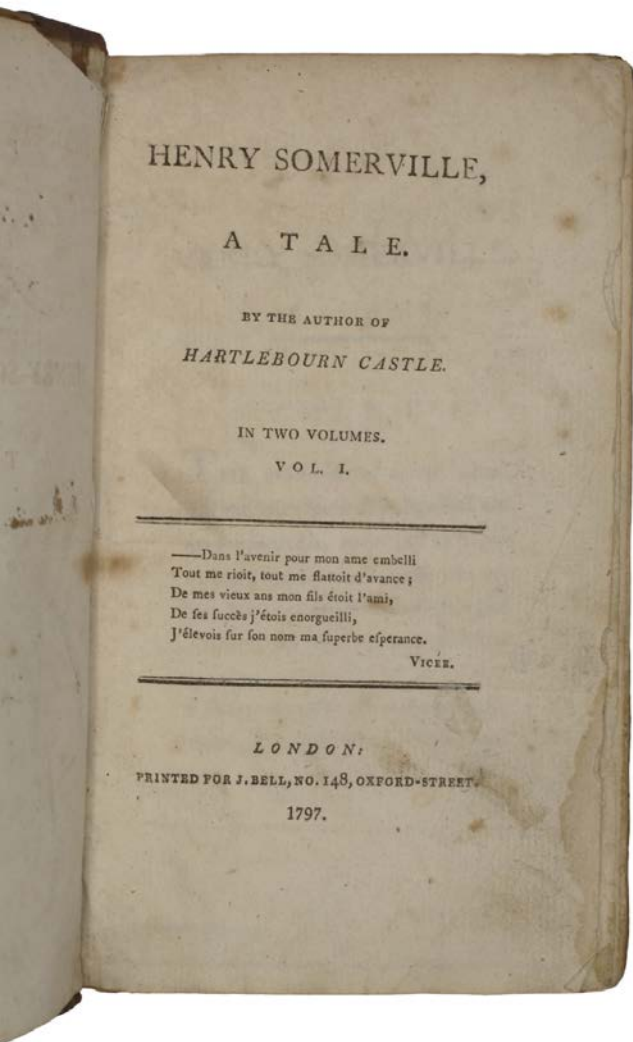 HENRY SOMERVILLE,
A TALE.
BY THE AUTHOR OF
HARTLEBOURN CASTLE.
IN TWO VOLUMES.
VOL. I.
——Dans l'avenir pour mon ame embelli
Tout me rioit, tout me flattoit d'avance;
De mes vieux ans mon fils étoit l'ami,
De ſes ſuccès j'étois enorgueilli,
J'élevois ſur ſon nom ma ſuperbe eſperance.
VICÉE.
LONDON:
PRINTED FOR J. BELL, NO. 148, OXFORD-STREET.
1797.